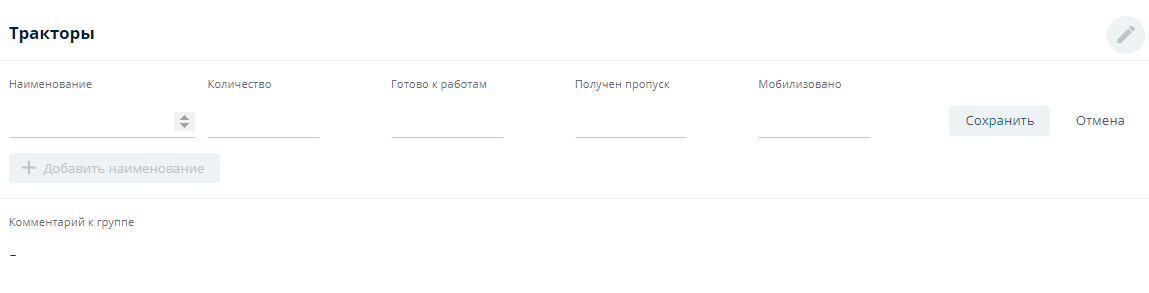 Тракторы
Наименование Количество Готово к работам Получен пропуск Мобилизовано
Сохранить Отмена
Добавить наименование
Комментарий к группе
–